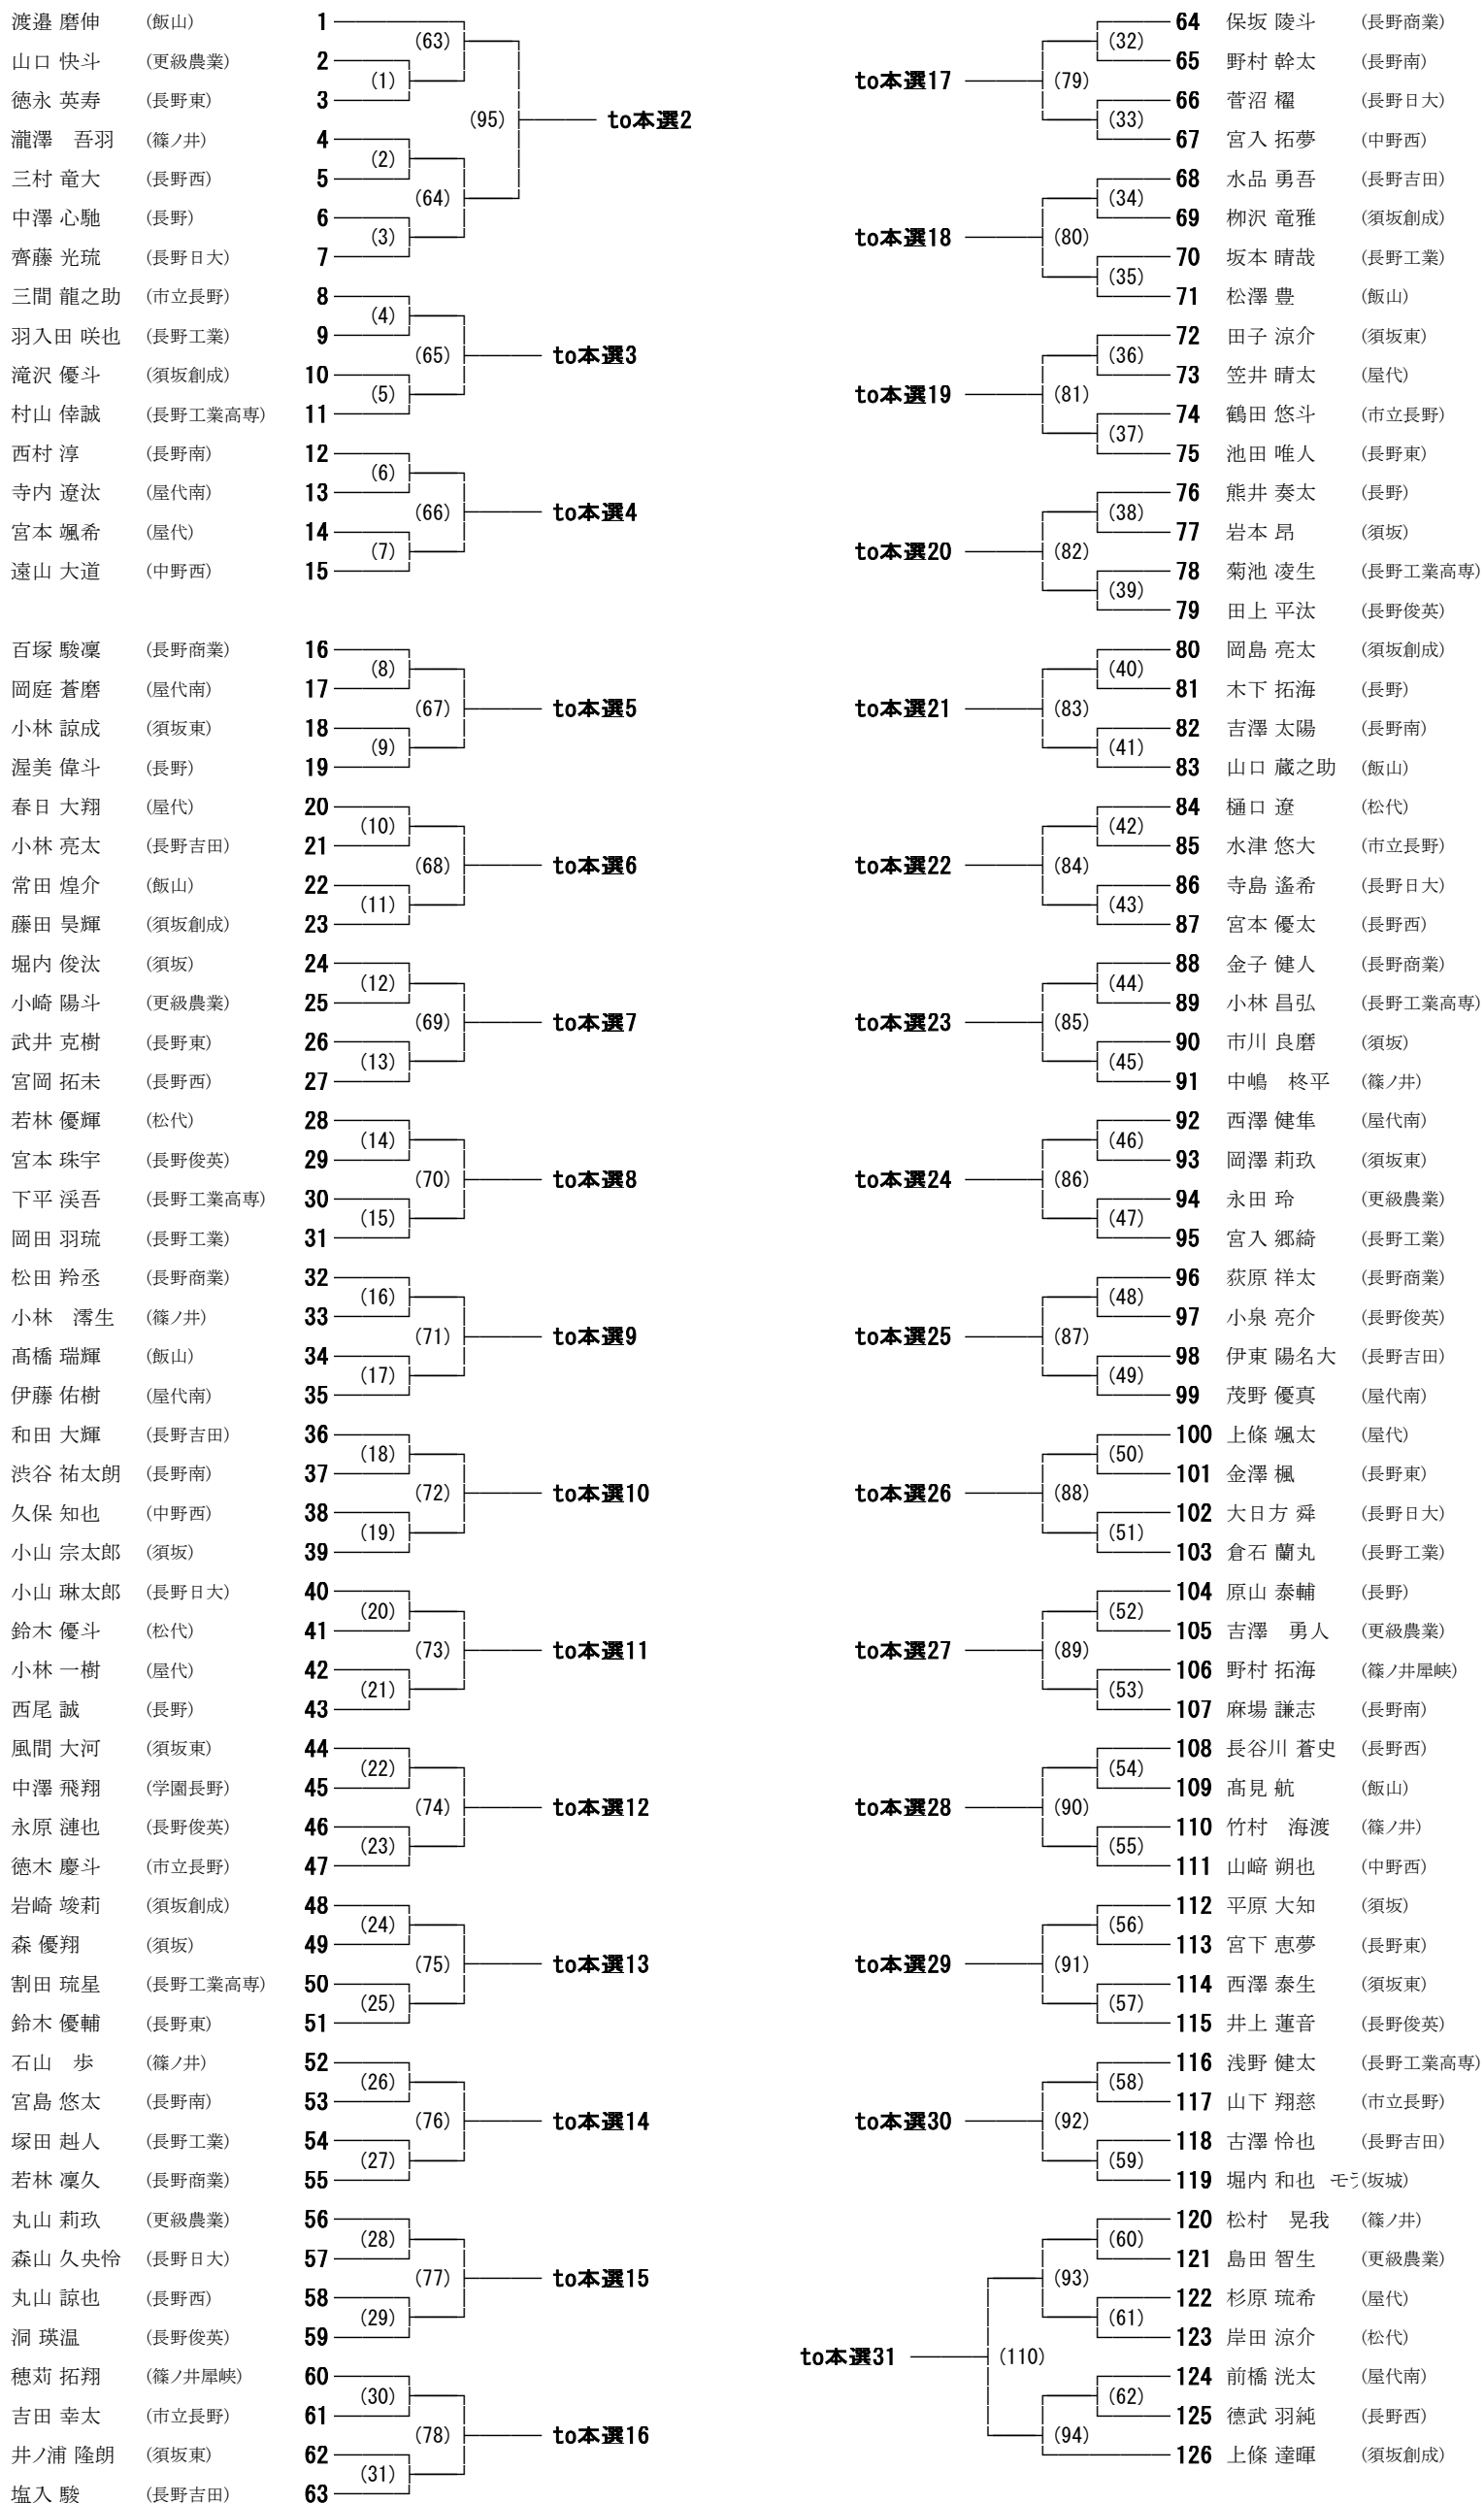 渡邉 磨伸 (飯山) 1
(63)
山口 快斗 (更級農業) 2
(1)
徳永 英寿 (長野東) 3
(95) to本選2
瀧澤　吾羽 (篠ノ井) 4
(2)
三村 竜大 (長野西) 5
(64)
中澤 心馳 (長野) 6
(3)
齊藤 光琉 (長野日大) 7
三間 龍之助 (市立長野) 8
(4)
羽入田 咲也 (長野工業) 9
(65) to本選3
滝沢 優斗 (須坂創成) 10
(5)
村山 倖誠 (長野工業高専) 11
西村 淳 (長野南) 12
(6)
寺内 遼汰 (屋代南) 13
(66) to本選4
宮本 颯希 (屋代) 14
(7)
遠山 大道 (中野西) 15
百塚 駿凜 (長野商業) 16
(8)
岡庭 蒼磨 (屋代南) 17
(67) to本選5
小林 諒成 (須坂東) 18
(9)
渥美 偉斗 (長野) 19
春日 大翔 (屋代) 20
(10)
小林 亮太 (長野吉田) 21
(68) to本選6
常田 煌介 (飯山) 22
(11)
藤田 昊輝 (須坂創成) 23
堀内 俊汰 (須坂) 24
(12)
小崎 陽斗 (更級農業) 25
(69) to本選7
武井 克樹 (長野東) 26
(13)
宮岡 拓未 (長野西) 27
若林 優輝 (松代) 28
(14)
宮本 珠宇 (長野俊英) 29
(70) to本選8
下平 渓吾 (長野工業高専) 30
(15)
岡田 羽琉 (長野工業) 31
松田 羚丞 (長野商業) 32
(16)
小林　澪生 (篠ノ井) 33
(71) to本選9
髙橋 瑞輝 (飯山) 34
(17)
伊藤 佑樹 (屋代南) 35
和田 大輝 (長野吉田) 36
(18)
渋谷 祐太朗 (長野南) 37
(72) to本選10
久保 知也 (中野西) 38
(19)
小山 宗太郎 (須坂) 39
小山 琳太郎 (長野日大) 40
(20)
鈴木 優斗 (松代) 41
(73) to本選11
小林 一樹 (屋代) 42
(21)
西尾 誠 (長野) 43
風間 大河 (須坂東) 44
(22)
中澤 飛翔 (学園長野) 45
(74) to本選12
永原 漣也 (長野俊英) 46
(23)
徳木 慶斗 (市立長野) 47
岩崎 竣莉 (須坂創成) 48
(24)
森 優翔 (須坂) 49
(75) to本選13
割田 琉星 (長野工業高専) 50
(25)
鈴木 優輔 (長野東) 51
石山　歩 (篠ノ井) 52
(26)
宮島 悠太 (長野南) 53
(76) to本選14
塚田 赳人 (長野工業) 54
(27)
若林 凜久 (長野商業) 55
丸山 莉玖 (更級農業) 56
(28)
森山 久央怜 (長野日大) 57
(77) to本選15
丸山 諒也 (長野西) 58
(29)
洞 瑛温 (長野俊英) 59
穂苅 拓翔 (篠ノ井犀峡) 60
(30)
吉田 幸太 (市立長野) 61
(78) to本選16
井ノ浦 隆朗 (須坂東) 62
(31)
塩入 駿 (長野吉田) 63
64 保坂 陵斗 (長野商業)
(32)
65 野村 幹太 (長野南)
to本選17 (79)
66 菅沼 櫂 (長野日大)
(33)
67 宮入 拓夢 (中野西)
68 水品 勇吾 (長野吉田)
(34)
69 栁沢 竜雅 (須坂創成)
to本選18 (80)
70 坂本 晴哉 (長野工業)
(35)
71 松澤 豊 (飯山)
72 田子 涼介 (須坂東)
(36)
73 笠井 晴太 (屋代)
to本選19 (81)
74 鶴田 悠斗 (市立長野)
(37)
75 池田 唯人 (長野東)
76 熊井 奏太 (長野)
(38)
77 岩本 昂 (須坂)
to本選20 (82)
78 菊池 凌生 (長野工業高専)
(39)
79 田上 平汰 (長野俊英)
80 岡島 亮太 (須坂創成)
(40)
81 木下 拓海 (長野)
to本選21 (83)
82 吉澤 太陽 (長野南)
(41)
83 山口 蔵之助 (飯山)
84 樋口 遼 (松代)
(42)
85 水津 悠大 (市立長野)
to本選22 (84)
86 寺島 遙希 (長野日大)
(43)
87 宮本 優太 (長野西)
88 金子 健人 (長野商業)
(44)
89 小林 昌弘 (長野工業高専)
to本選23 (85)
90 市川 良磨 (須坂)
(45)
91 中嶋　柊平 (篠ノ井)
92 西澤 健隼 (屋代南)
(46)
93 岡澤 莉玖 (須坂東)
to本選24 (86)
94 永田 玲 (更級農業)
(47)
95 宮入 郷綺 (長野工業)
96 荻原 祥太 (長野商業)
(48)
97 小泉 亮介 (長野俊英)
to本選25 (87)
98 伊東 陽名大 (長野吉田)
(49)
99 茂野 優真 (屋代南)
100 上條 颯太 (屋代)
(50)
101 金澤 楓 (長野東)
to本選26 (88)
102 大日方 舜 (長野日大)
(51)
103 倉石 蘭丸 (長野工業)
104 原山 泰輔 (長野)
(52)
105 吉澤　勇人 (更級農業)
to本選27 (89)
106 野村 拓海 (篠ノ井犀峡)
(53)
107 麻場 謙志 (長野南)
108 長谷川 蒼史 (長野西)
(54)
109 髙見 航 (飯山)
to本選28 (90)
110 竹村　海渡 (篠ノ井)
(55)
111 山﨑 朔也 (中野西)
112 平原 大知 (須坂)
(56)
113 宮下 恵夢 (長野東)
to本選29 (91)
114 西澤 泰生 (須坂東)
(57)
115 井上 蓮音 (長野俊英)
116 浅野 健太 (長野工業高専)
(58)
117 山下 翔慈 (市立長野)
to本選30 (92)
118 古澤 怜也 (長野吉田)
(59)
119 堀内 和也 モ (坂城)
120 松村　晃我 (篠ノ井)
(60)
121 島田 智生 (更級農業)
(93)
122 杉原 琉希 (屋代)
(61)
123 岸田 涼介 (松代)
to本選31 (110)
124 前橋 洸太 (屋代南)
(62)
125 德武 羽純 (長野西)
(94)
126 上條 達暉 (須坂創成)